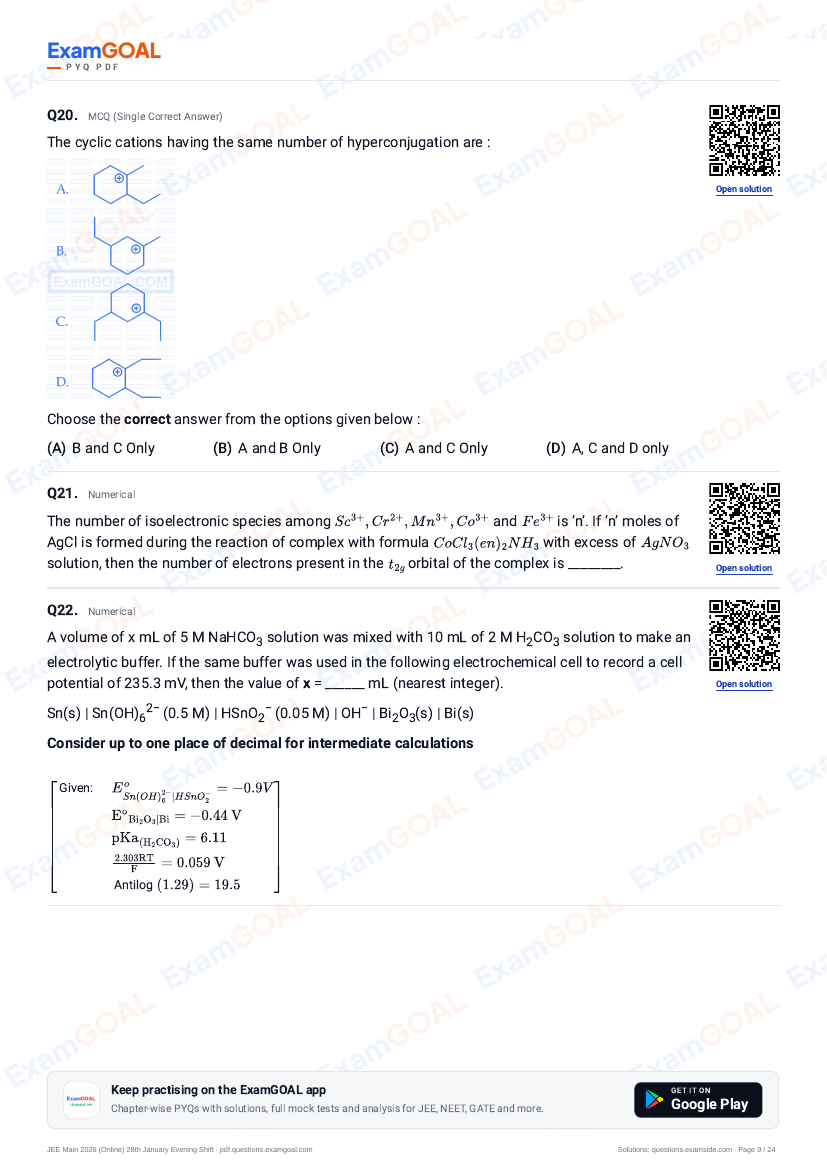 ExamGOAL
PYQ PDF
Q20. MCQ (Single Correct Answer)
The cyclic cations having the same number of hyperconjugation are :
Open solution
A.
B.
ExamGOAL.COM
C.
D.
Choose the correct answer from the options given below :
(A) B and C Only (B) A and B Only (C) A and C Only (D) A, C and D only
Q21. Numerical
The number of isoelectronic species among Sc³⁺, Cr²⁺, Mn³⁺, Co³⁺ and Fe³⁺ is ‘n’. If ‘n’ moles of
AgCl is formed during the reaction of complex with formula CoCl₃(en)₂NH₃ with excess of AgNO₃
solution, then the number of electrons present in the t₂g orbital of the complex is ________.
Open solution
Q22. Numerical
A volume of x mL of 5 M NaHCO₃ solution was mixed with 10 mL of 2 M H₂CO₃ solution to make an
electrolytic buffer. If the same buffer was used in the following electrochemical cell to record a cell
potential of 235.3 mV, then the value of x = ______ mL (nearest integer).
Open solution
Sn(s) | Sn(OH)₆²⁻ (0.5 M) | HSnO₂⁻ (0.05 M) | OH⁻ | Bi₂O₃(s) | Bi(s)
Consider up to one place of decimal for intermediate calculations
Given: E°Sn(OH)₆²⁻|HSnO₂⁻ = −0.9V
E°Bi₂O₃|Bi = −0.44 V
pKa(H₂CO₃) = 6.11
2.303RT/F = 0.059 V
Antilog (1.29) = 19.5
Keep practising on the ExamGOAL app
Chapter-wise PYQs with solutions, full mock tests and analysis for JEE, NEET, GATE and more.
GET IT ON
Google Play
JEE Main 2026 (Online) 28th January Evening Shift · pdf.questions.examgoal.com
Solutions: questions.examside.com · Page 9 / 24